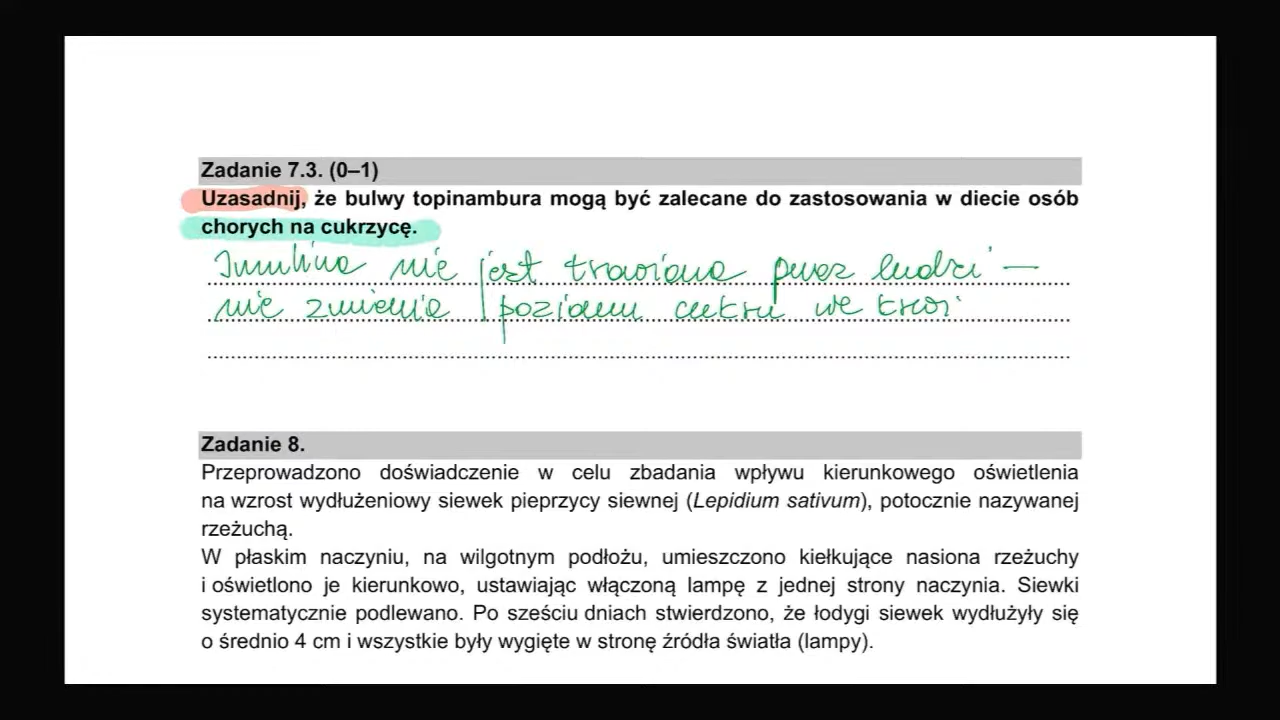 Zadanie 7.3. (0–1)
Uzasadnij, że bulwy topinambura mogą być zalecane do zastosowania w diecie osób
chorych na cukrzycę.
Inulina nie jest trawiona przez ludzi –
nie zmienia poziomu cukru we krwi
Zadanie 8.
Przeprowadzono doświadczenie w celu zbadania wpływu kierunkowego oświetlenia
na wzrost wydłużeniowy siewek pieprzycy siewnej (Lepidium sativum), potocznie nazywanej
rzeżuchą.
W płaskim naczyniu, na wilgotnym podłożu, umieszczono kiełkujące nasiona rzeżuchy
i oświetlono je kierunkowo, ustawiając włączoną lampę z jednej strony naczynia. Siewki
systematycznie podlewano. Po sześciu dniach stwierdzono, że łodygi siewek wydłużyły się
o średnio 4 cm i wszystkie były wygięte w stronę źródła światła (lampy).